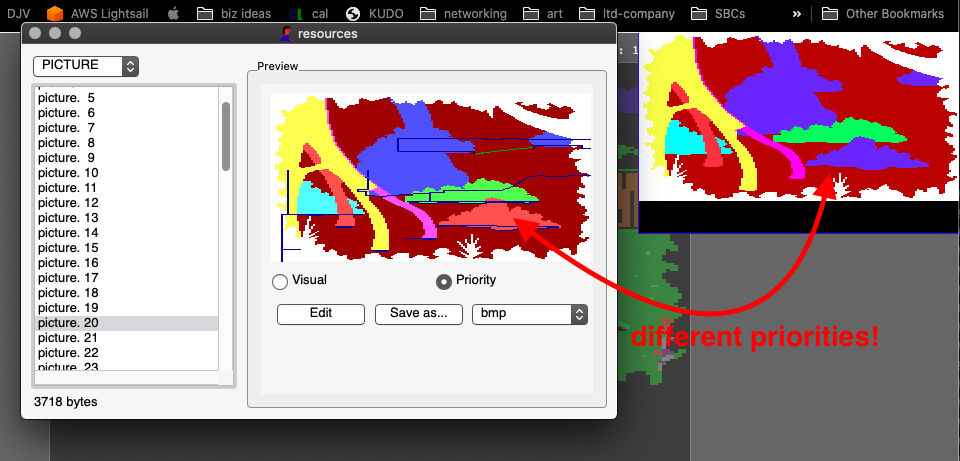 DJV AWS Lightsail biz ideas cal KUDO networking art ltd-company SBCs » Other Bookmarks
resources
PICTURE
picture. 5
picture. 6
picture. 7
picture. 8
picture. 9
picture. 10
picture. 11
picture. 12
picture. 13
picture. 14
picture. 15
picture. 16
picture. 17
picture. 18
picture. 19
picture. 20
picture. 21
picture. 22
picture. 23
3718 bytes
Preview
Visual Priority
Edit Save as... bmp
: 1
different priorities!